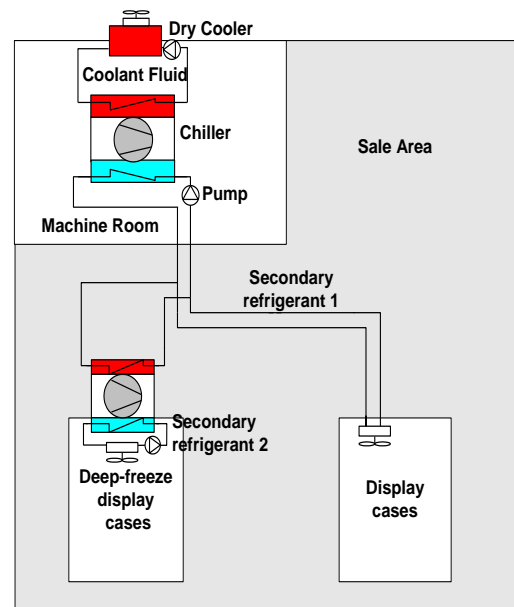 Dry Cooler
Coolant Fluid
Chiller
Sale Area
Pump
Machine Room
Secondary
refrigerant 1
Secondary
refrigerant 2
Deep-freeze
display
cases
Display
cases